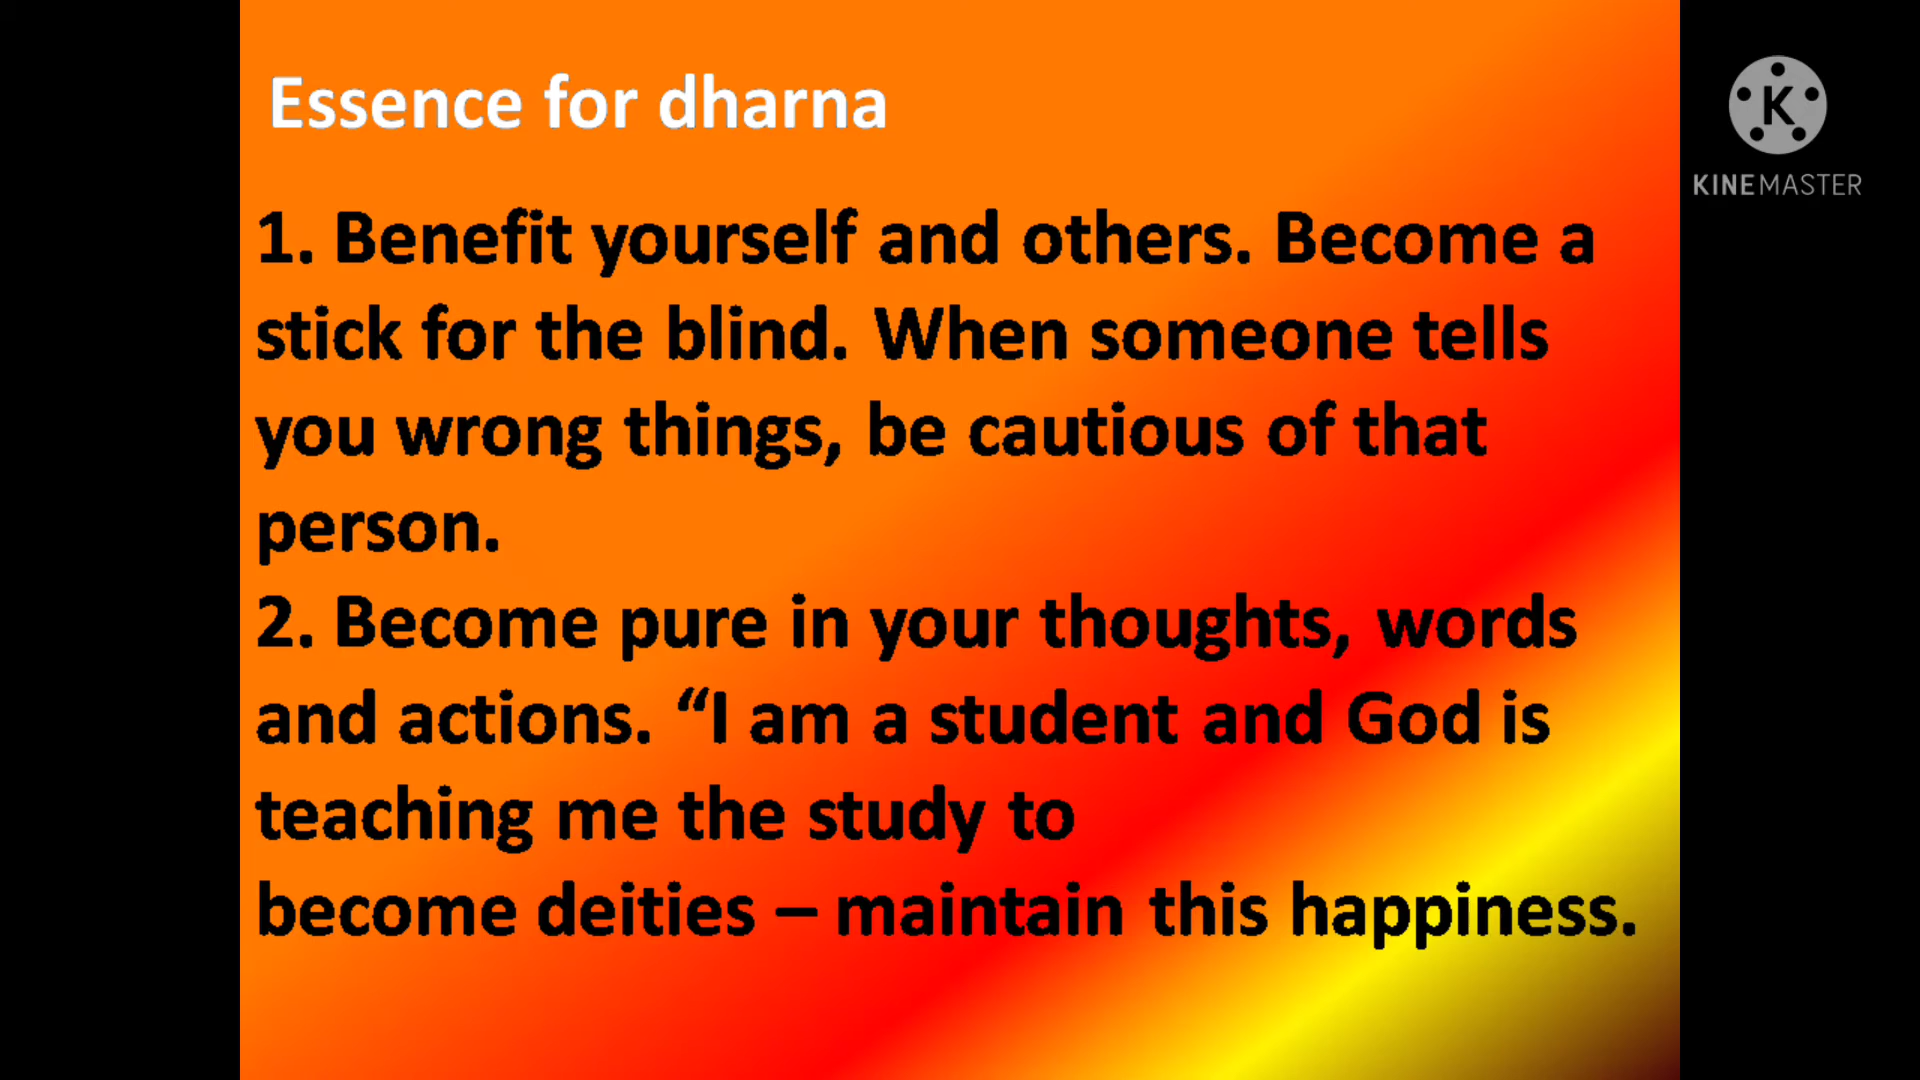 Essence for dharna
K
KINEMASTER
1. Benefit yourself and others. Become a
stick for the blind. When someone tells
you wrong things, be cautious of that
person.
2. Become pure in your thoughts, words
and actions. “I am a student and God is
teaching me the study to
become deities – maintain this happiness.